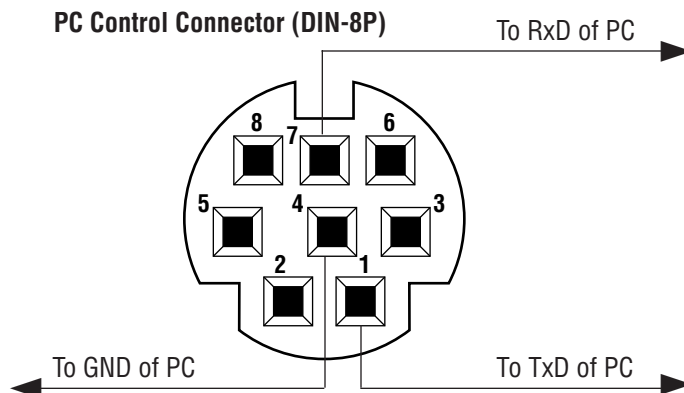 PC Control Connector (DIN-8P)
To RxD of PC
8 7 6
5 4 3
2 1
To GND of PC
To TxD of PC